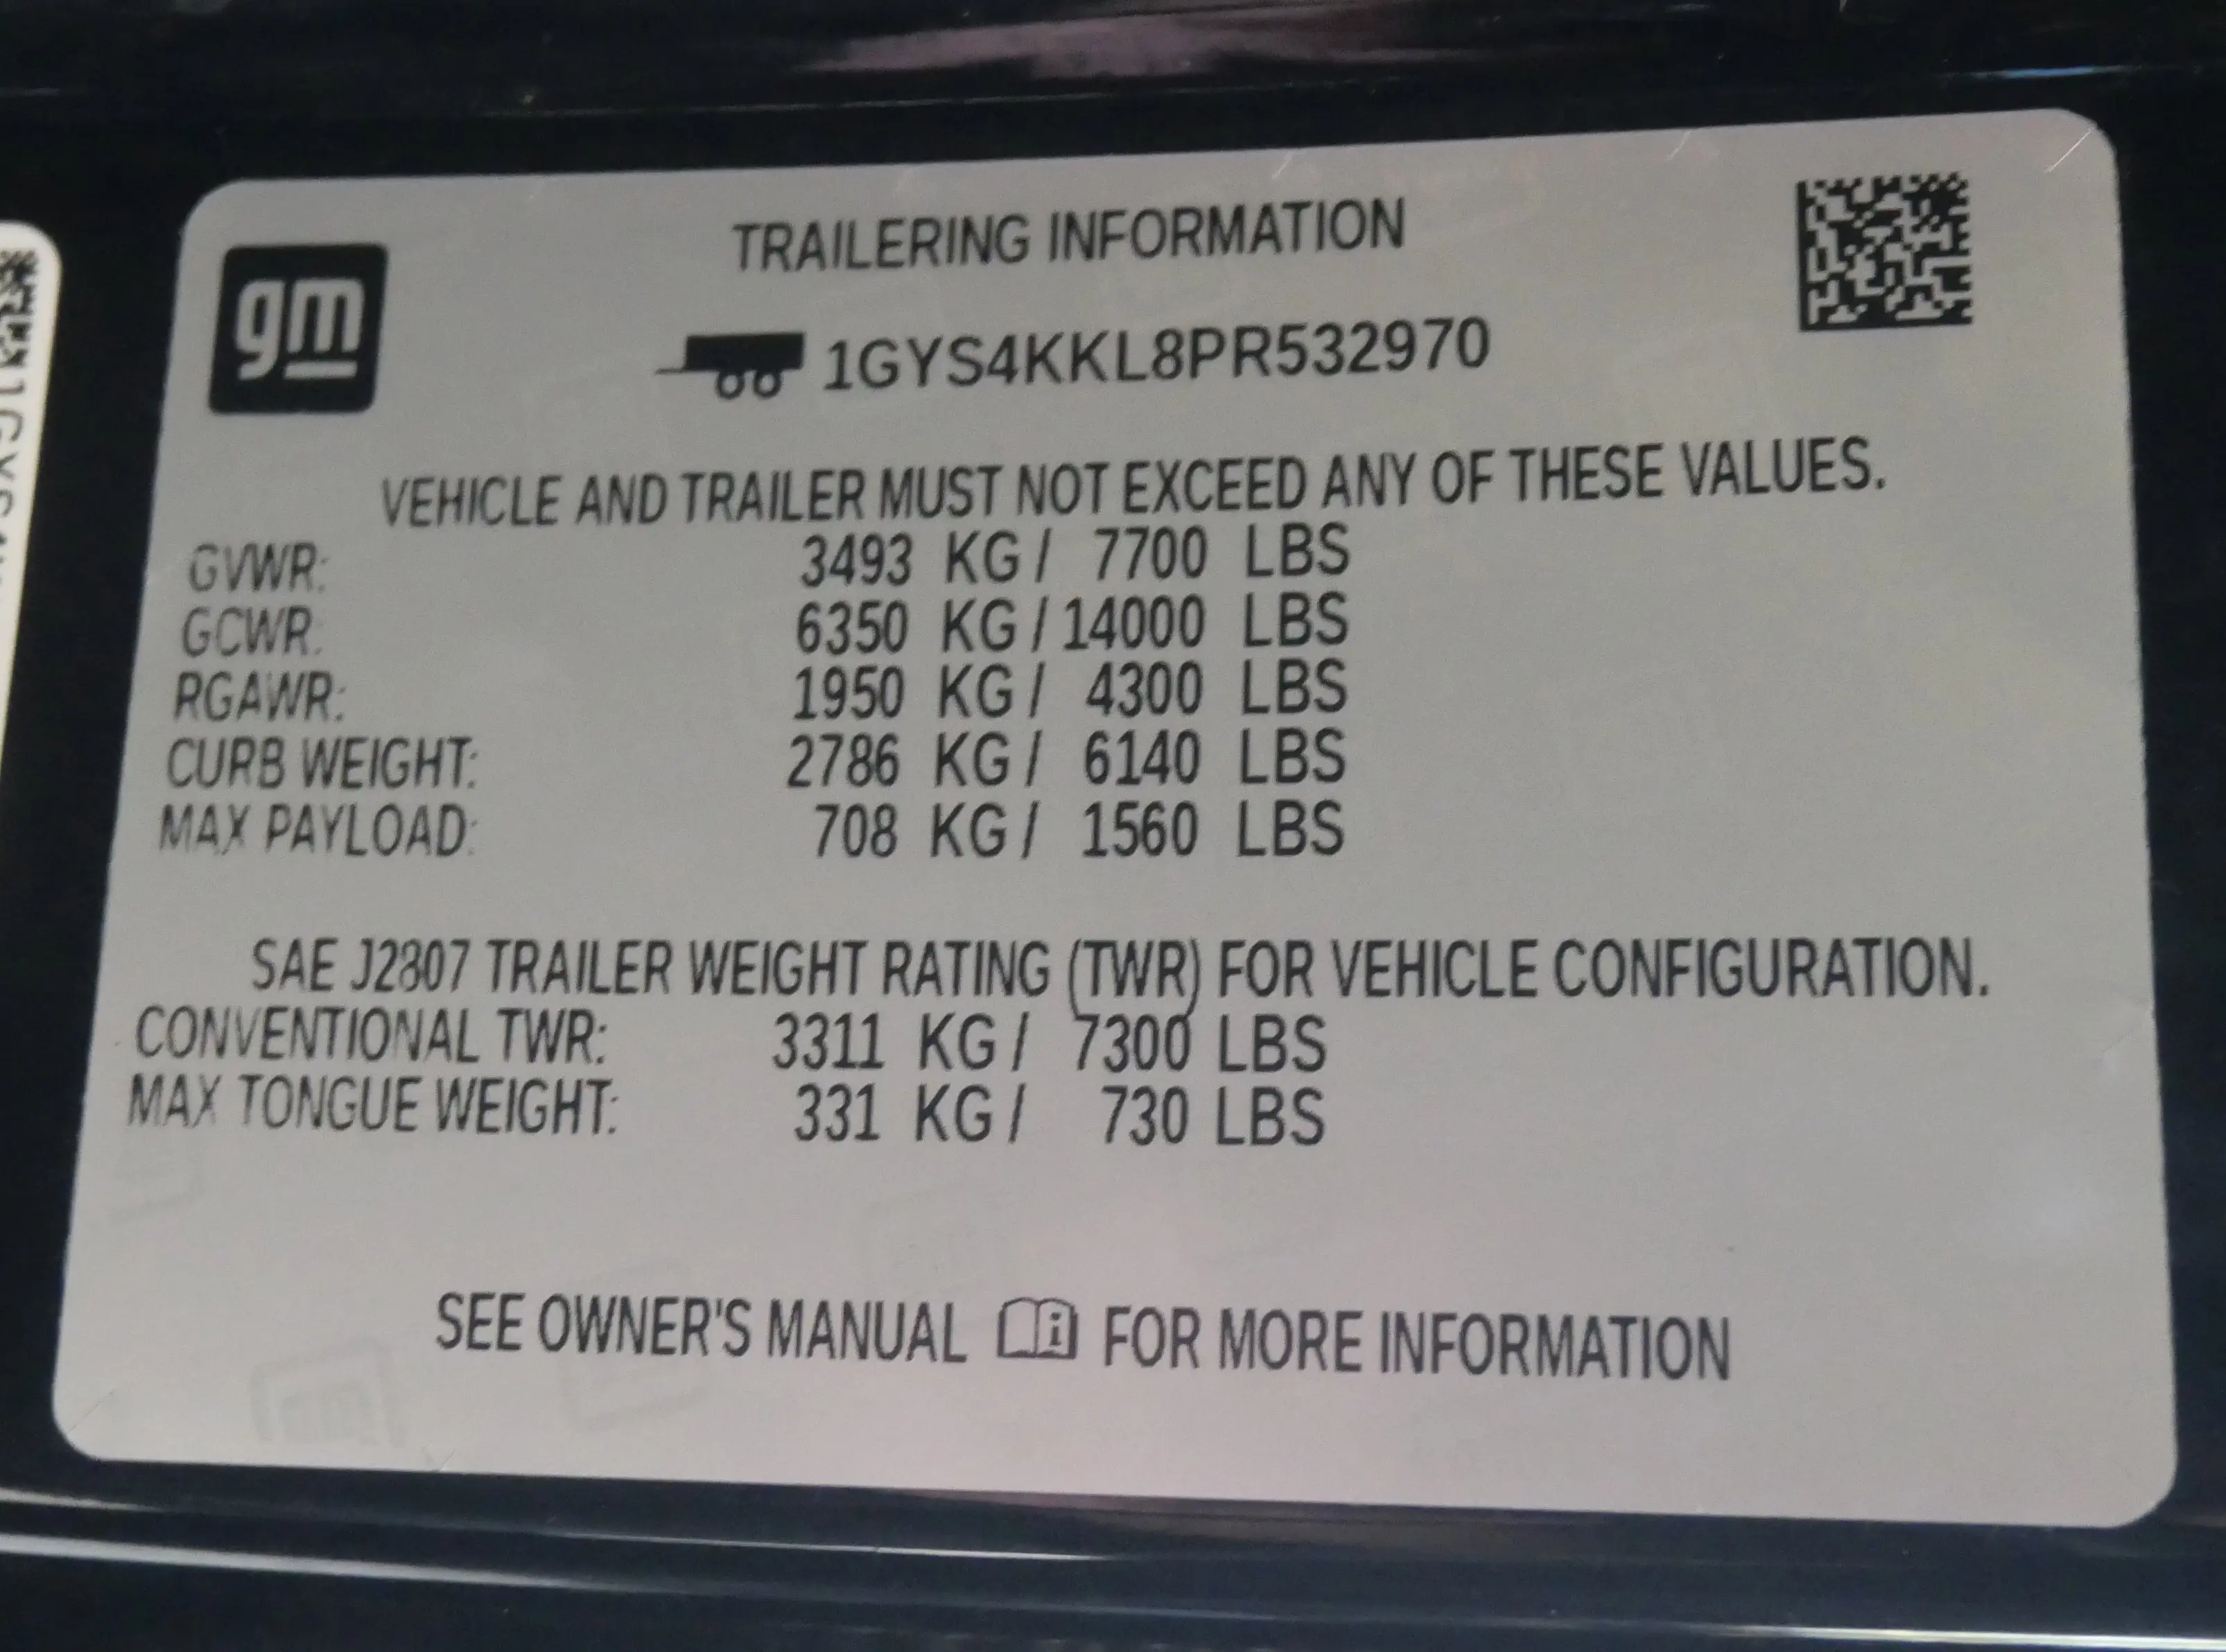 gm
TRAILERING INFORMATION
1GYS4KKL8PR532970
VEHICLE AND TRAILER MUST NOT EXCEED ANY OF THESE VALUES.
GVWR: 3493 KG / 7700 LBS
GCWR: 6350 KG / 14000 LBS
RGAWR: 1950 KG / 4300 LBS
CURB WEIGHT: 2786 KG / 6140 LBS
MAX PAYLOAD: 708 KG / 1560 LBS
SAE J2807 TRAILER WEIGHT RATING (TWR) FOR VEHICLE CONFIGURATION.
CONVENTIONAL TWR: 3311 KG / 7300 LBS
MAX TONGUE WEIGHT: 331 KG / 730 LBS
SEE OWNER'S MANUAL FOR MORE INFORMATION